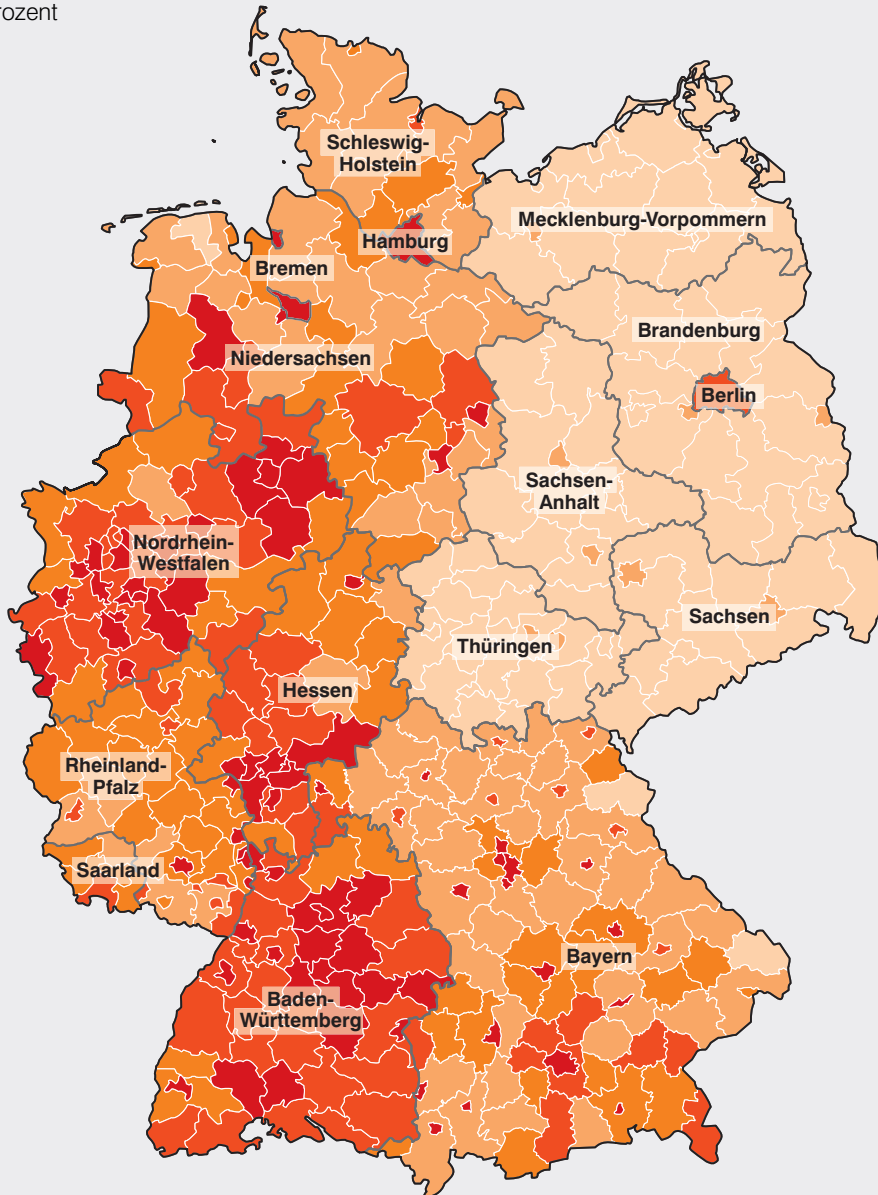 Schleswig-
Holstein
Mecklenburg-Vorpommern
Hamburg
Bremen
Brandenburg
Niedersachsen
Berlin
Sachsen-
Anhalt
Nordrhein-
Westfalen
Sachsen
Thüringen
Hessen
Rheinland-
Pfalz
Saarland
Bayern
Baden-
Württemberg